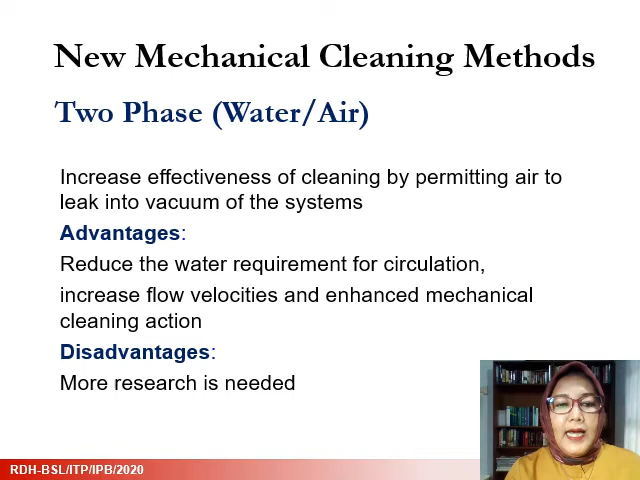 New Mechanical Cleaning Methods
Two Phase (Water/Air)
Increase effectiveness of cleaning by permitting air to
leak into vacuum of the systems
Advantages:
Reduce the water requirement for circulation,
increase flow velocities and enhanced mechanical
cleaning action
Disadvantages:
More research is needed
RDH-BSL/ITP/IPB/2020